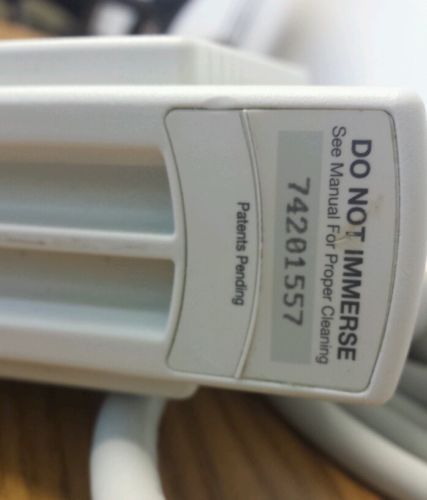 DO NOT IMMERSE
See Manual For Proper Cleaning
74201557
Patents Pending